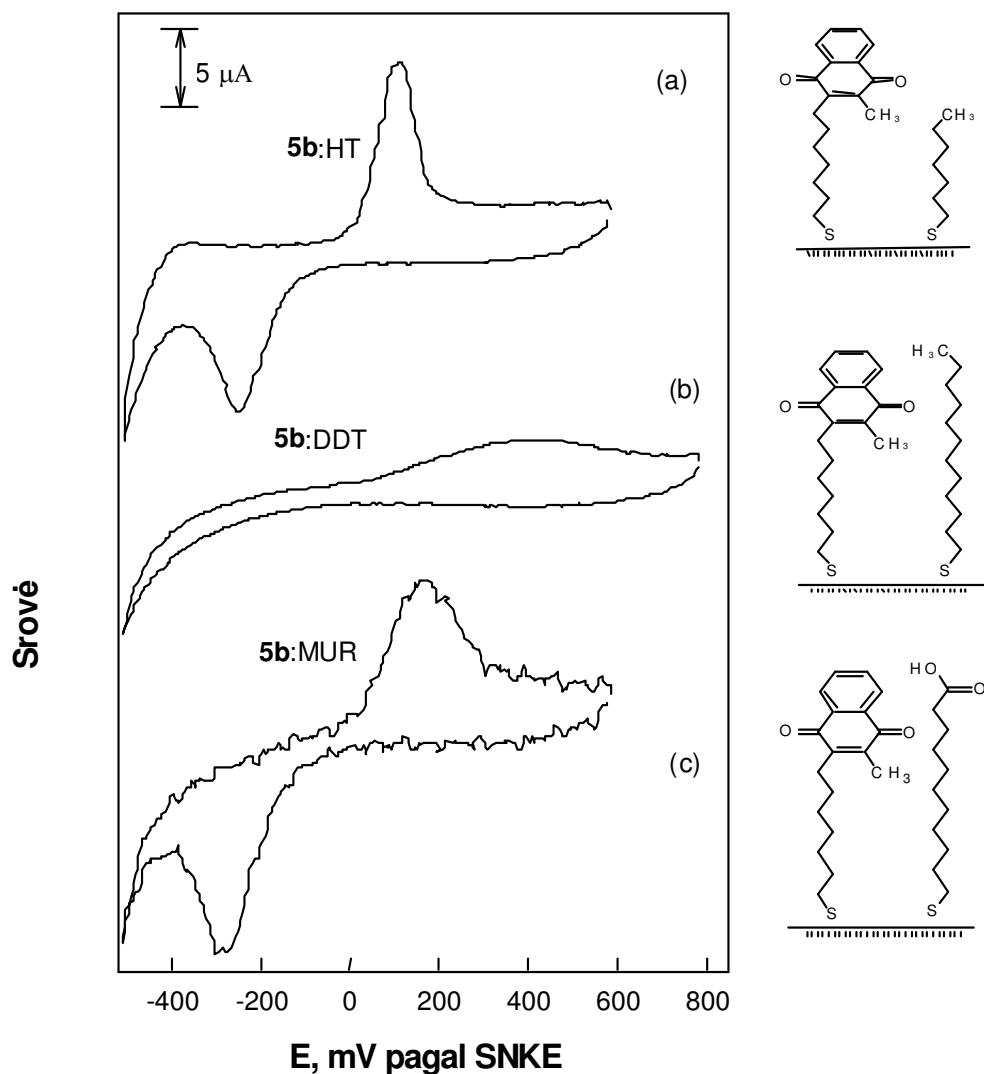 5 μA
(a)
5b:HT
(b)
5b:DDT
5b:MUR
(c)
Srovė
-400 -200 0 200 400 600 800
E, mV pagal SNKE
O
O
CH₃
CH₃
S
S
H₃C
O
O
CH₃
S
S
HO
O
O
O
CH₃
S
S